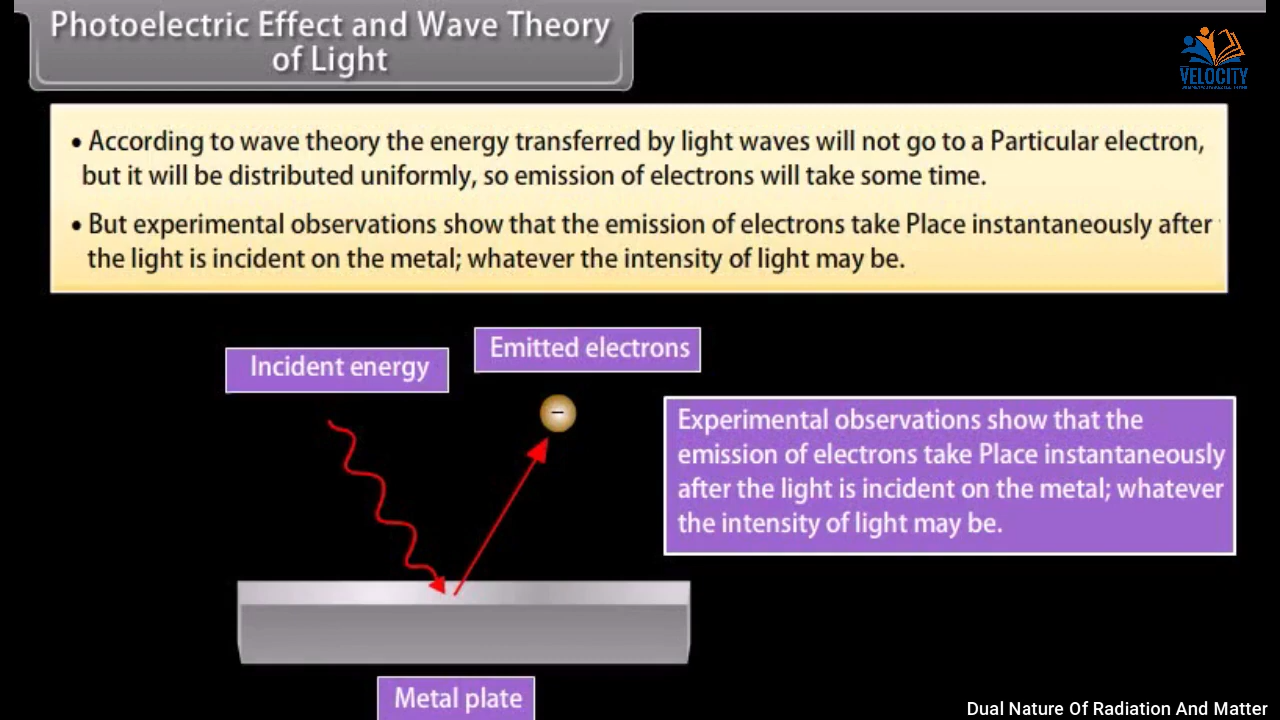 Photoelectric Effect and Wave Theory
of Light
VELOCITY
• According to wave theory the energy transferred by light waves will not go to a Particular electron,
but it will be distributed uniformly, so emission of electrons will take some time.
• But experimental observations show that the emission of electrons take Place instantaneously after
the light is incident on the metal; whatever the intensity of light may be.
Emitted electrons
Incident energy
−
Experimental observations show that the
emission of electrons take Place instantaneously
after the light is incident on the metal; whatever
the intensity of light may be.
Metal plate
Dual Nature Of Radiation And Matter